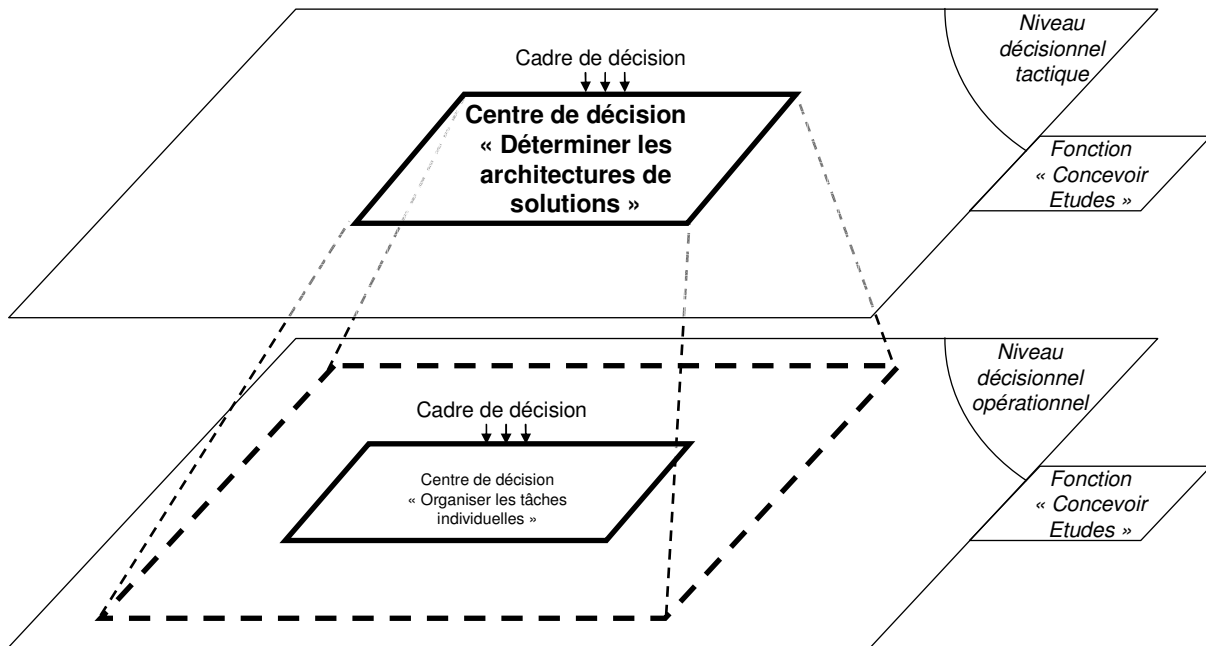 Niveau
décisionnel
tactique
Cadre de décision
Centre de décision
« Déterminer les
architectures de
solutions »
Fonction
« Concevoir
Etudes »
Niveau
décisionnel
opérationnel
Cadre de décision
Centre de décision
« Organiser les tâches
individuelles »
Fonction
« Concevoir
Etudes »